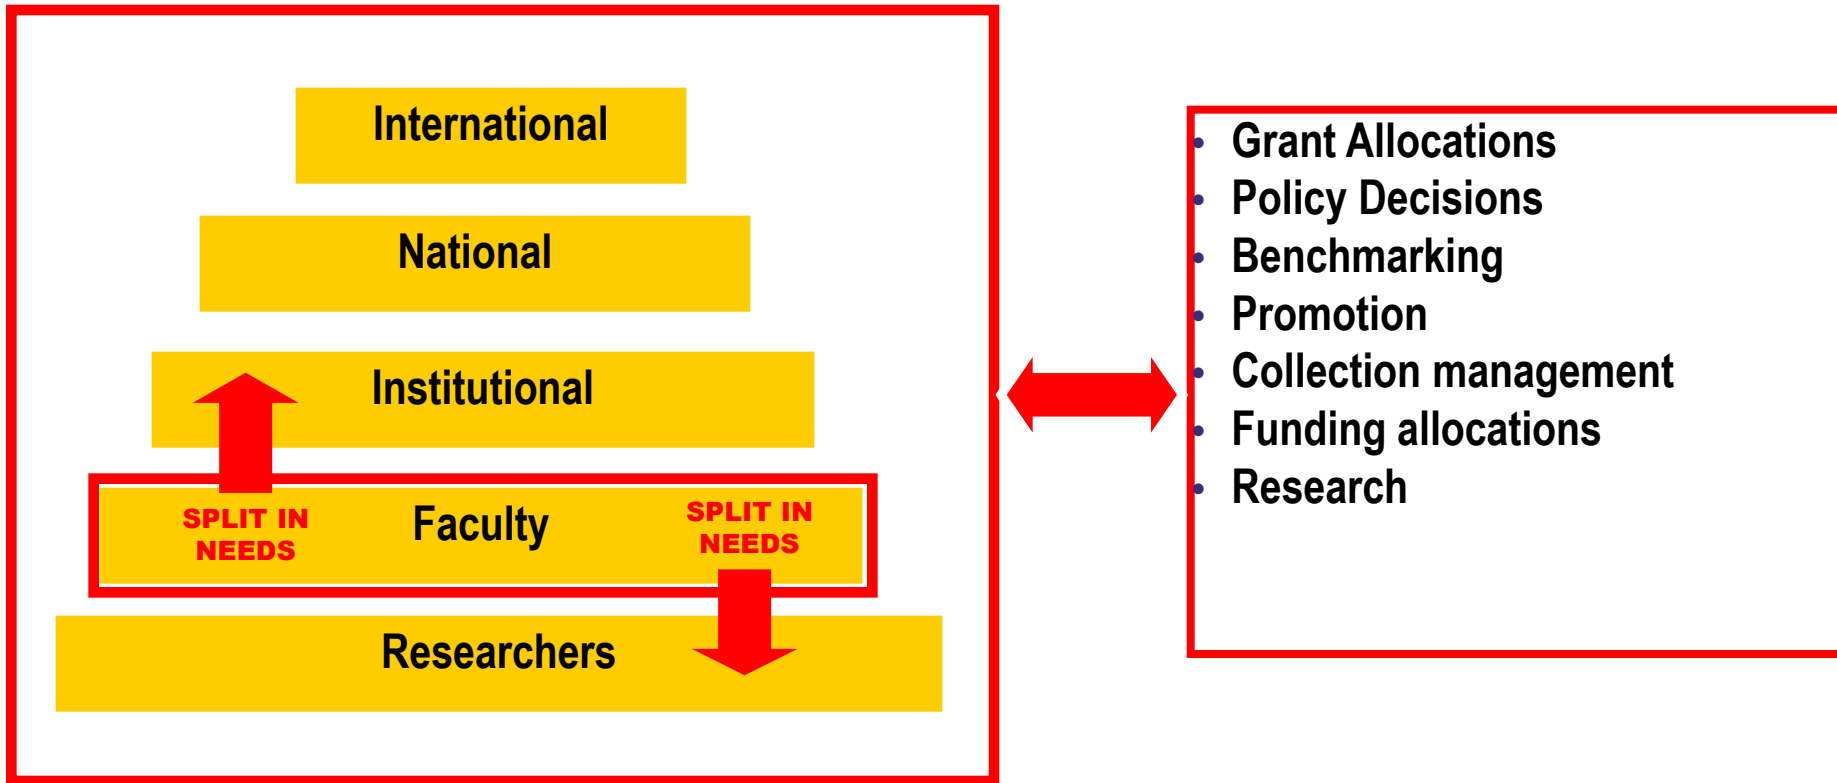 International
National
Institutional
SPLIT IN
NEEDS
Faculty
SPLIT IN
NEEDS
Researchers
• Grant Allocations
• Policy Decisions
• Benchmarking
• Promotion
• Collection management
• Funding allocations
• Research